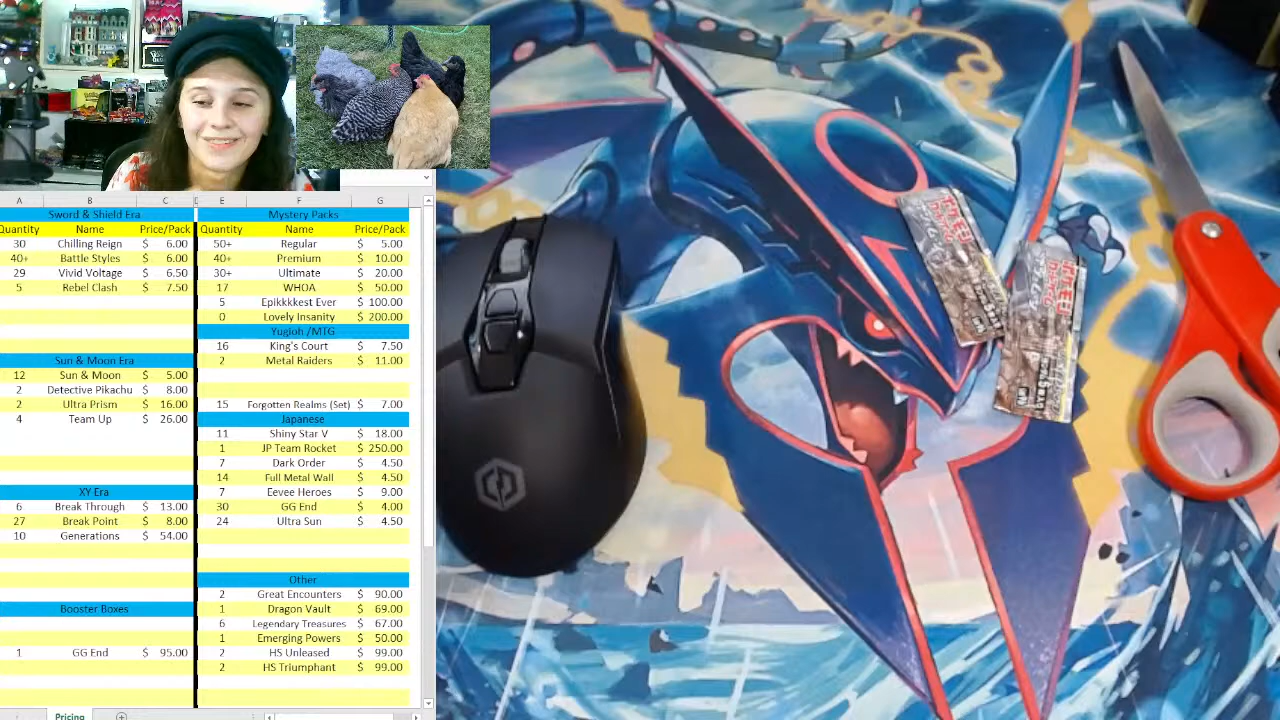 A B C E F G
Sword & Shield Era Mystery Packs
Quantity Name Price/Pack Quantity Name Price/Pack
30 Chilling Reign $ 6.00 50+ Regular $ 5.00
40+ Battle Styles $ 6.00 40+ Premium $ 10.00
29 Vivid Voltage $ 6.50 30+ Ultimate $ 20.00
5 Rebel Clash $ 7.50 17 WHOA $ 50.00
5 Epikkkkest Ever $ 100.00
0 Lovely Insanity $ 200.00
Yugioh /MTG
16 King's Court $ 7.50
Sun & Moon Era 2 Metal Raiders $ 11.00
12 Sun & Moon $ 5.00
2 Detective Pikachu $ 8.00
2 Ultra Prism $ 16.00 15 Forgotten Realms (Set) $ 7.00
4 Team Up $ 26.00 Japanese
11 Shiny Star V $ 18.00
1 JP Team Rocket $ 250.00
7 Dark Order $ 4.50
14 Full Metal Wall $ 4.50
XY Era 7 Eevee Heroes $ 9.00
6 Break Through $ 13.00 30 GG End $ 4.00
27 Break Point $ 8.00 24 Ultra Sun $ 4.50
10 Generations $ 54.00
Other
2 Great Encounters $ 90.00
Booster Boxes 1 Dragon Vault $ 69.00
6 Legendary Treasures $ 67.00
1 Emerging Powers $ 50.00
1 GG End $ 95.00 2 HS Unleased $ 99.00
2 HS Triumphant $ 99.00
Pricing